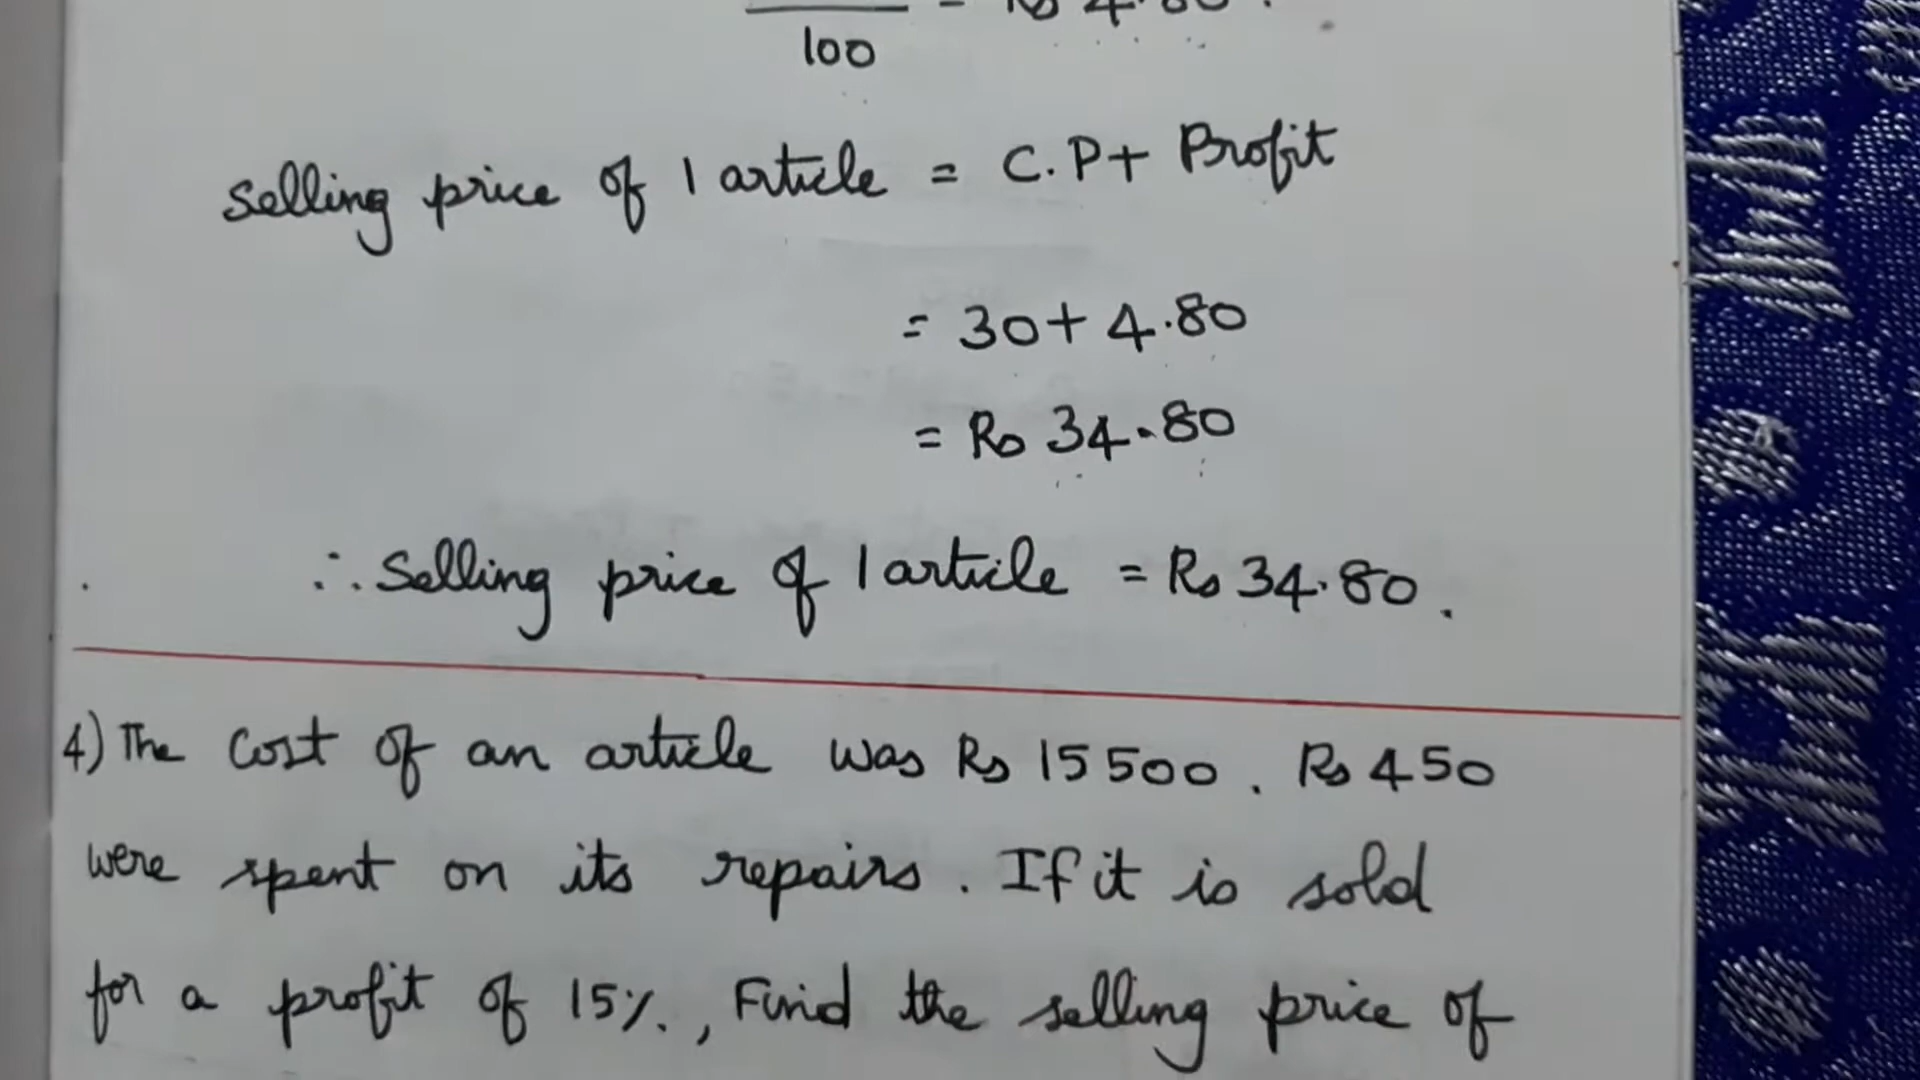 100
Selling price of 1 article = C.P + Profit
= 30 + 4.80
= Rs 34.80
∴ Selling price of 1 article = Rs 34.80.
4) The cost of an article was Rs 15500. Rs 450
were spent on its repairs. If it is sold
for a profit of 15%, Find the selling price of